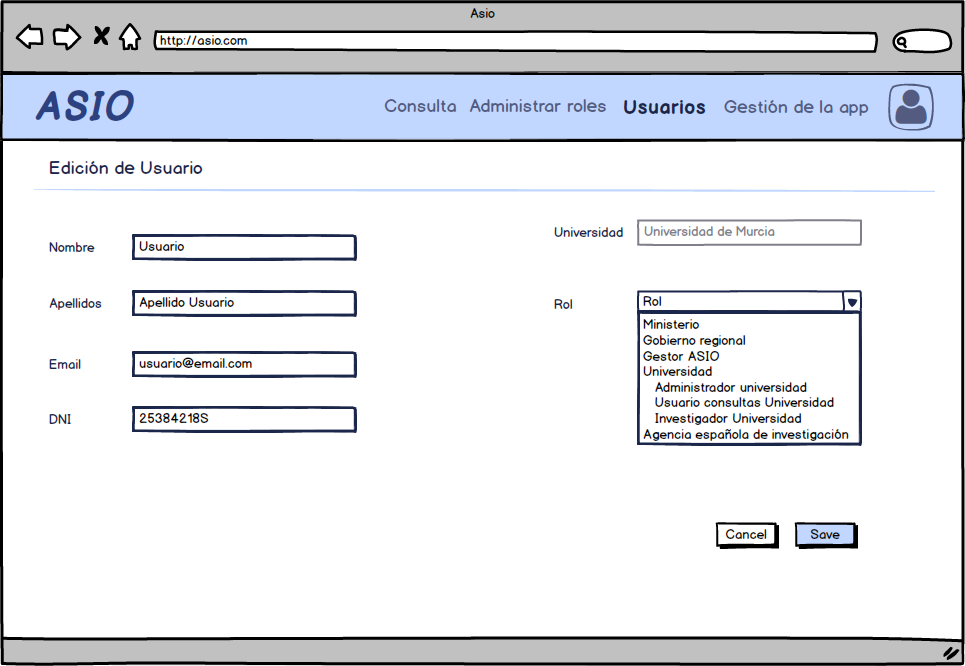 Asio
http://asio.com
ASIO
Consulta Administrar roles Usuarios Gestión de la app
Edición de Usuario
Nombre Usuario
Apellidos Apellido Usuario
Email usuario@email.com
DNI 25384218S
Universidad Universidad de Murcia
Rol Rol
Ministerio
Gobierno regional
Gestor ASIO
Universidad
Administrador universidad
Usuario consultas Universidad
Investigador Universidad
Agencia española de investigación
Cancel Save